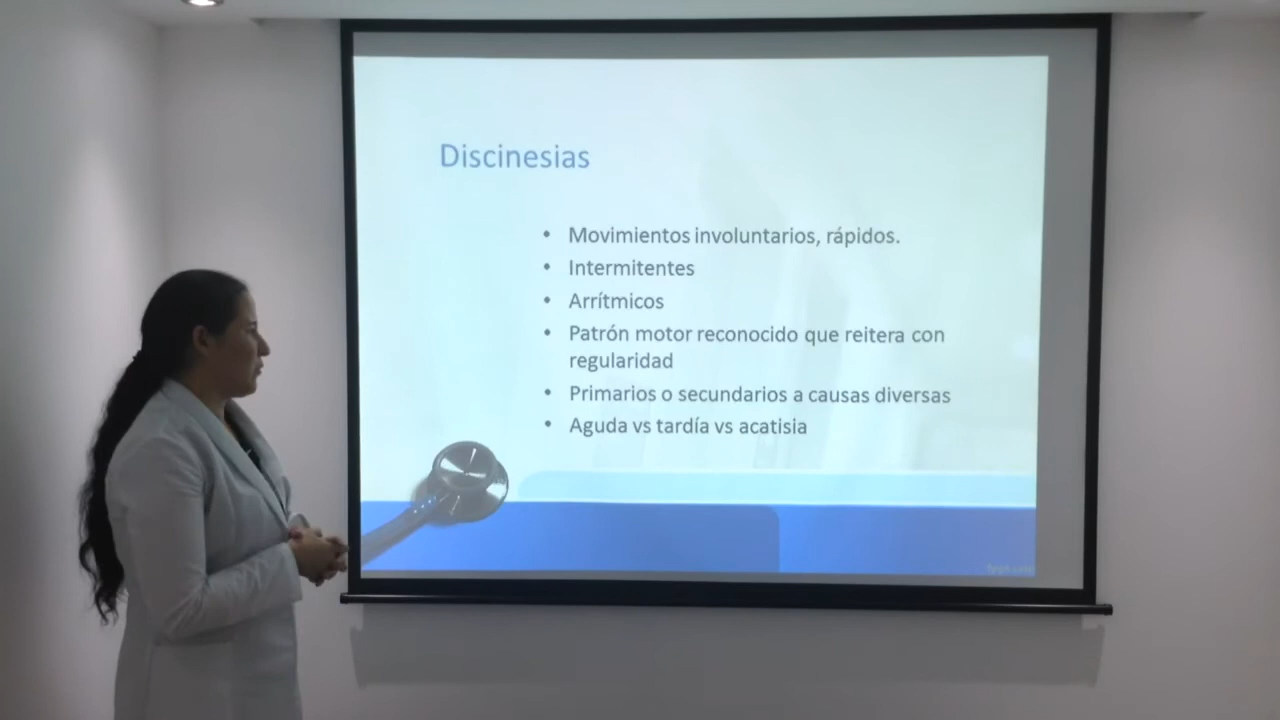 Discinesias
• Movimientos involuntarios, rápidos.
• Intermitentes
• Arrítmicos
• Patrón motor reconocido que reitera con
regularidad
• Primarios o secundarios a causas diversas
• Aguda vs tardía vs acatisia